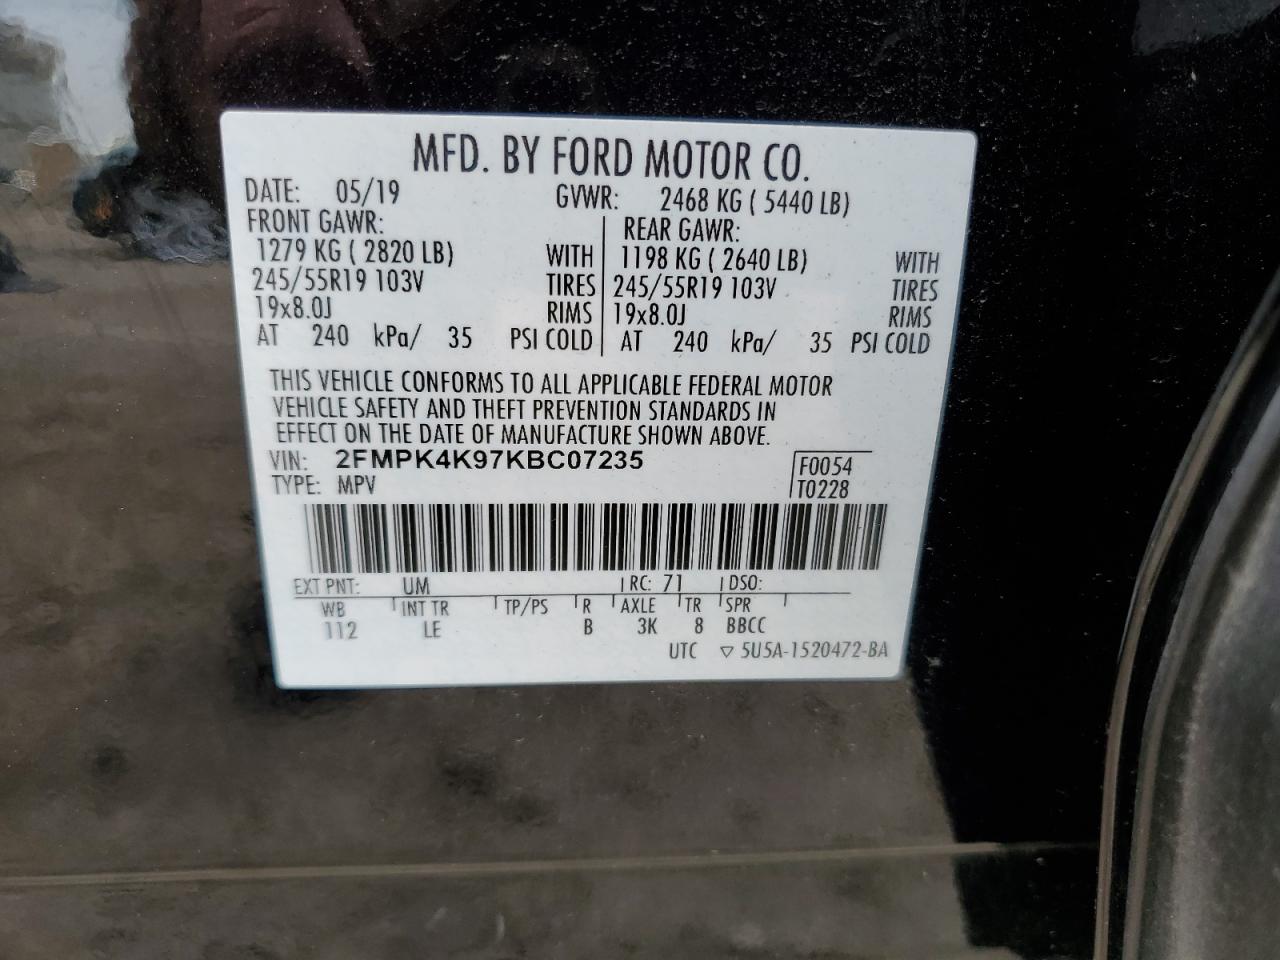 MFD. BY FORD MOTOR CO.
DATE: 05/19 GVWR: 2468 KG ( 5440 LB)
FRONT GAWR: REAR GAWR:
1279 KG ( 2820 LB) WITH 1198 KG ( 2640 LB) WITH
245/55R19 103V TIRES 245/55R19 103V TIRES
19x8.0J RIMS 19x8.0J RIMS
AT 240 kPa/ 35 PSI COLD AT 240 kPa/ 35 PSI COLD
THIS VEHICLE CONFORMS TO ALL APPLICABLE FEDERAL MOTOR
VEHICLE SAFETY AND THEFT PREVENTION STANDARDS IN
EFFECT ON THE DATE OF MANUFACTURE SHOWN ABOVE.
VIN: 2FMPK4K97KBC07235 F0054
TYPE: MPV T0228
EXT PNT: UM RC: 71 DSO:
WB INT TR TP/PS R AXLE TR SPR
112 LE B 3K 8 BBCC
UTC ▽ 5U5A-1520472-BA